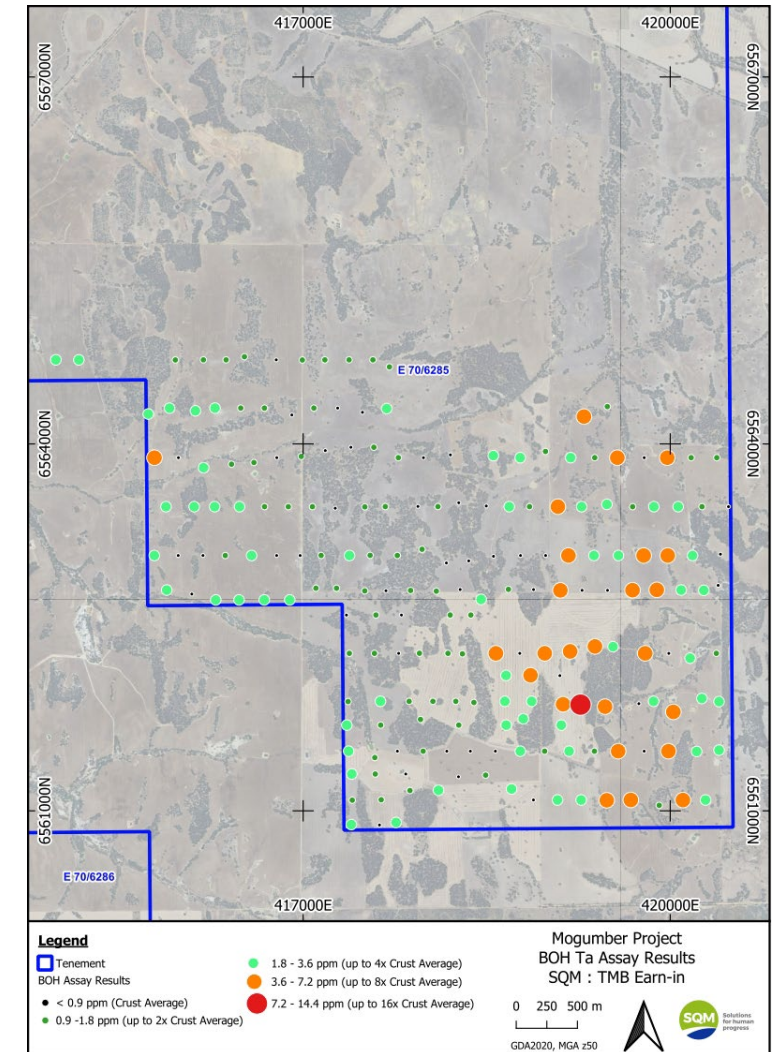 417000E 420000E
6567000N 6567000N
E 70/6285
6564000N 6564000N
6561000N 6561000N
E 70/6286
417000E 420000E
Legend
Tenement
BOH Assay Results
< 0.9 ppm (Crust Average)
0.9 -1.8 ppm (up to 2x Crust Average)
1.8 - 3.6 ppm (up to 4x Crust Average)
3.6 - 7.2 ppm (up to 8x Crust Average)
7.2 - 14.4 ppm (up to 16x Crust Average)
Mogumber Project
BOH Ta Assay Results
SQM : TMB Earn-in
0 250 500 m
GDA2020, MGA z50
SQM
Solutions
for human
progress